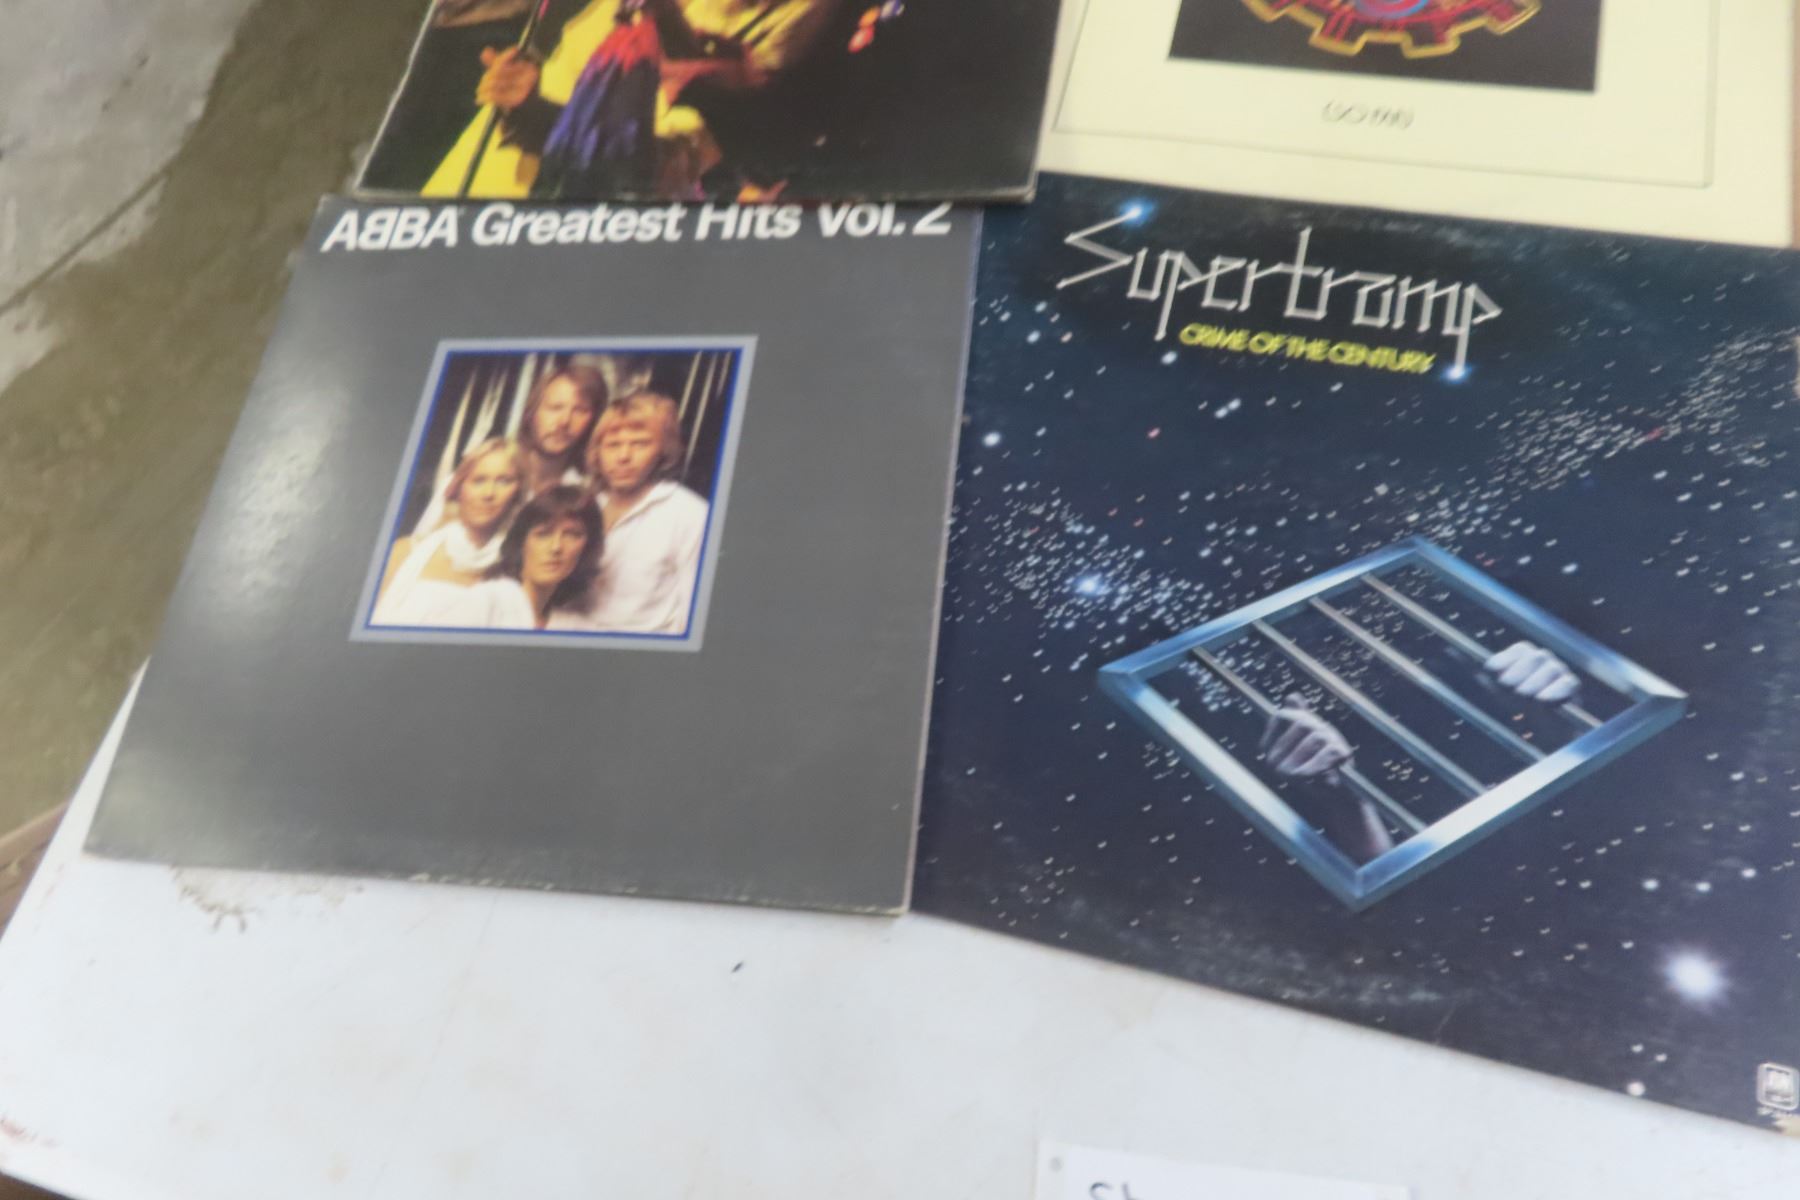 ABBA Greatest Hits Vol. 2
Supertramp
CRIME OF THE CENTURY